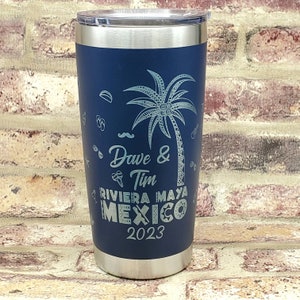 Dave &
Tim
RIVIERA MAYA
MEXICO
2023